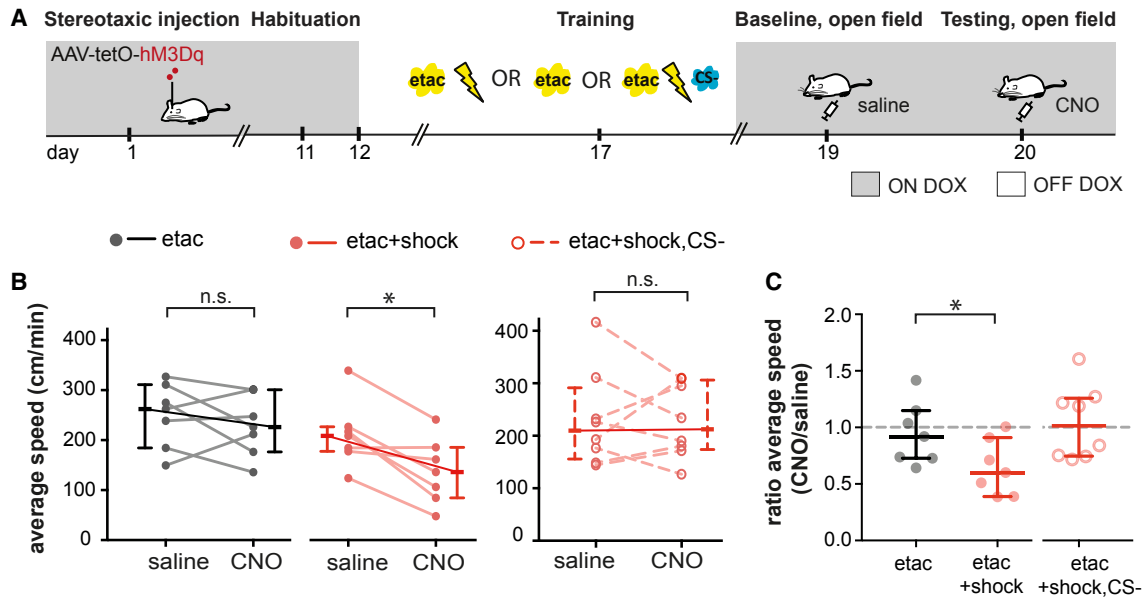 A
Stereotaxic injection Habituation Training Baseline, open field Testing, open field
AAV-tetO-hM3Dq
etac OR etac OR etac CS-
saline CNO
day 1 11 12 17 19 20
ON DOX OFF DOX
etac etac+shock etac+shock,CS-
B
n.s. * n.s.
average speed (cm/min)
400
300
200
100
0
saline CNO saline CNO
400
300
200
100
0
saline CNO
C
*
ratio average speed
(CNO/saline)
2.0
1.5
1.0
0.5
0.0
etac etac etac
+shock +shock,CS-